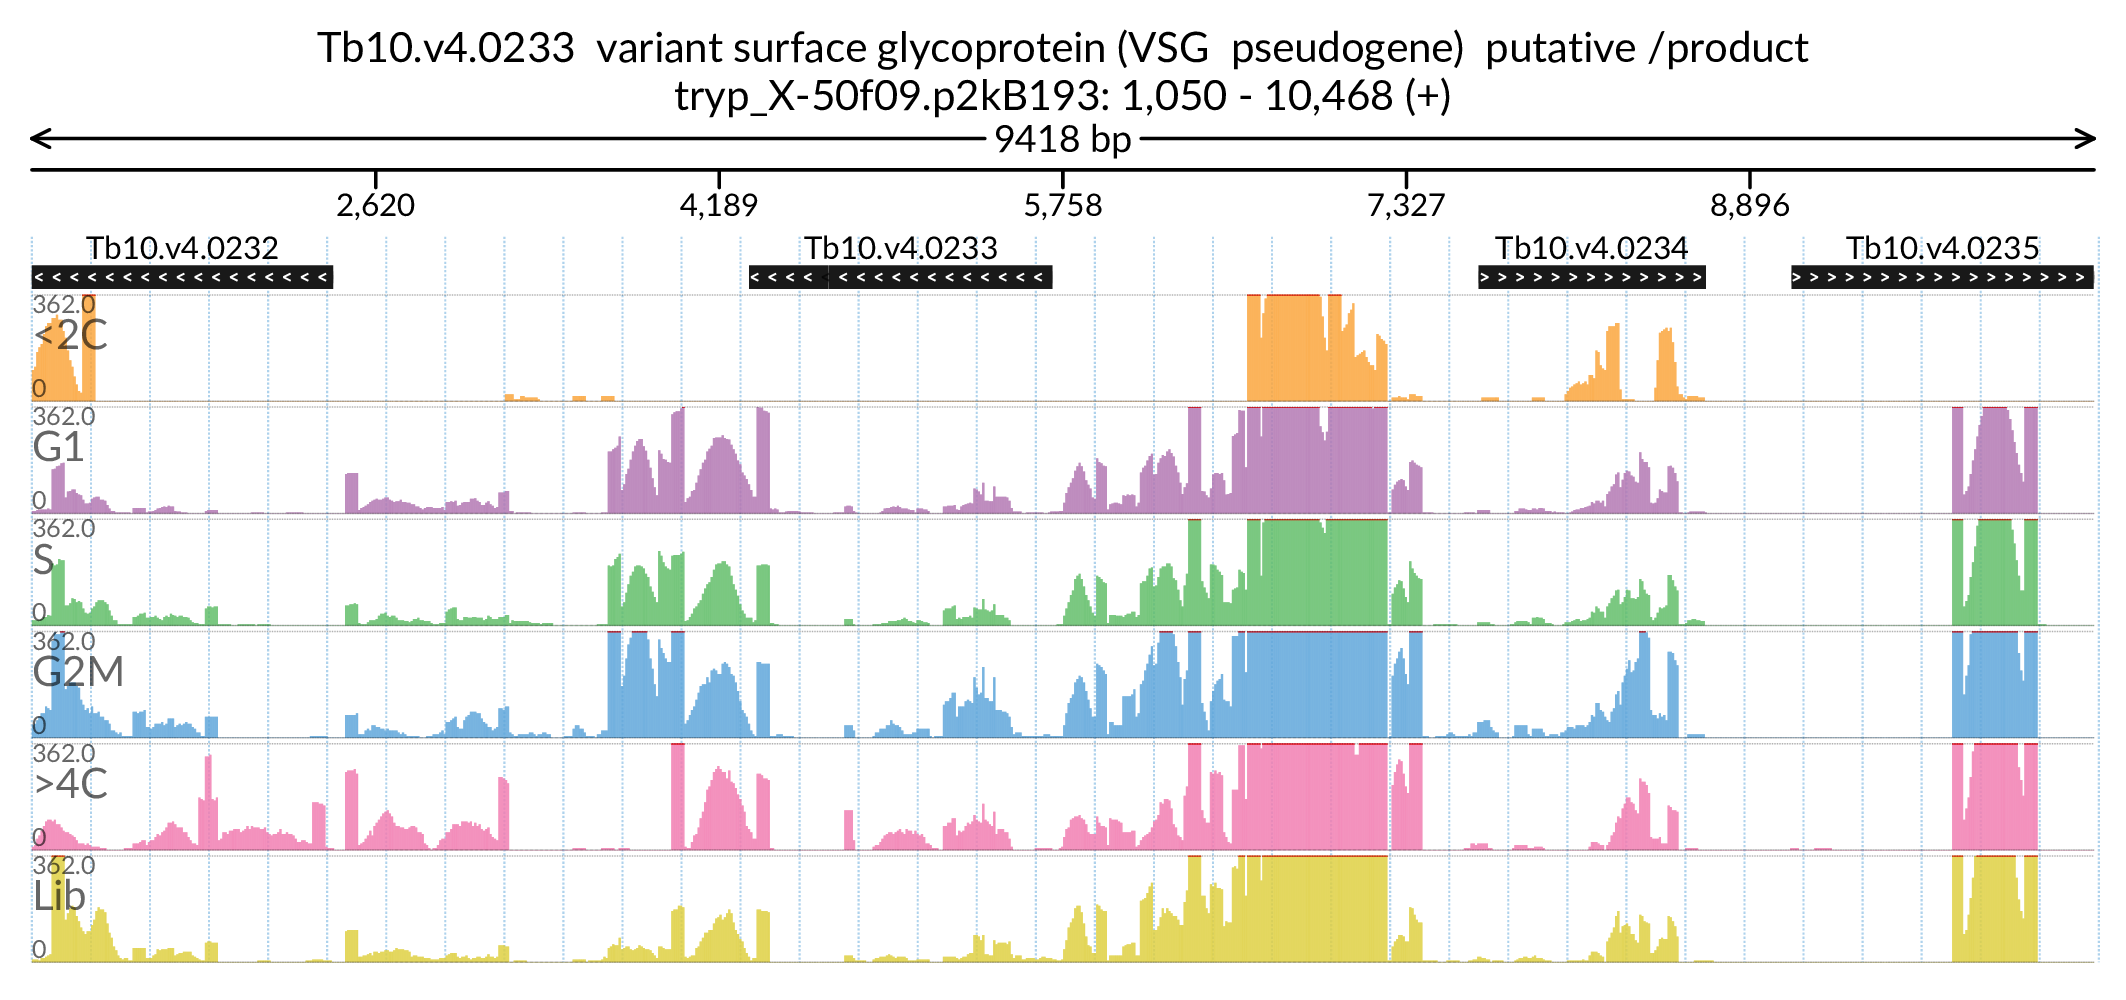 Tb10.v4.0233 variant surface glycoprotein (VSG pseudogene) putative /product
tryp_X-50f09.p2kB193: 1,050 - 10,468 (+)
9418 bp
2,620 4,189 5,758 7,327 8,896
Tb10.v4.0232 Tb10.v4.0233 Tb10.v4.0234 Tb10.v4.0235
362.0
<2C
0
362.0
G1
0
362.0
S
0
362.0
G2M
0
362.0
>4C
0
362.0
Lib
0